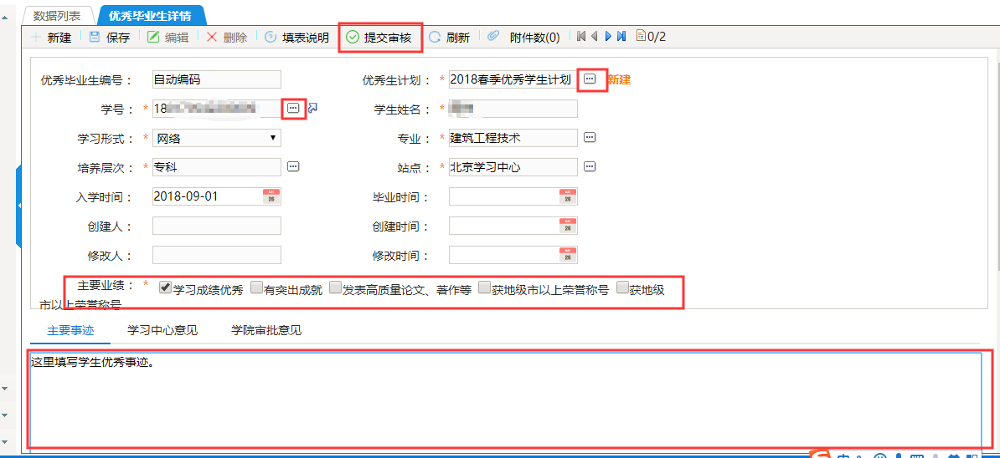 数据列表 优秀毕业生详情
新建 保存 编辑 删除 填表说明 提交审核 刷新 附件数(0) 0/2
优秀毕业生编号： 自动编码 优秀生计划： * 2018春季优秀学生计划 新建
学号： * 18 学生姓名： *
学习形式： * 网络 专业： * 建筑工程技术
培养层次： * 专科 站点： * 北京学习中心
入学时间： 2018-09-01 毕业时间：
创建人： 创建时间：
修改人： 修改时间：
主要业绩： * 学习成绩优秀 有突出成就 发表高质量论文、著作等 获地级市以上荣誉称号 获地级
市以上荣誉称号
主要事迹 学习中心意见 学院审批意见
这里填写学生优秀事迹。